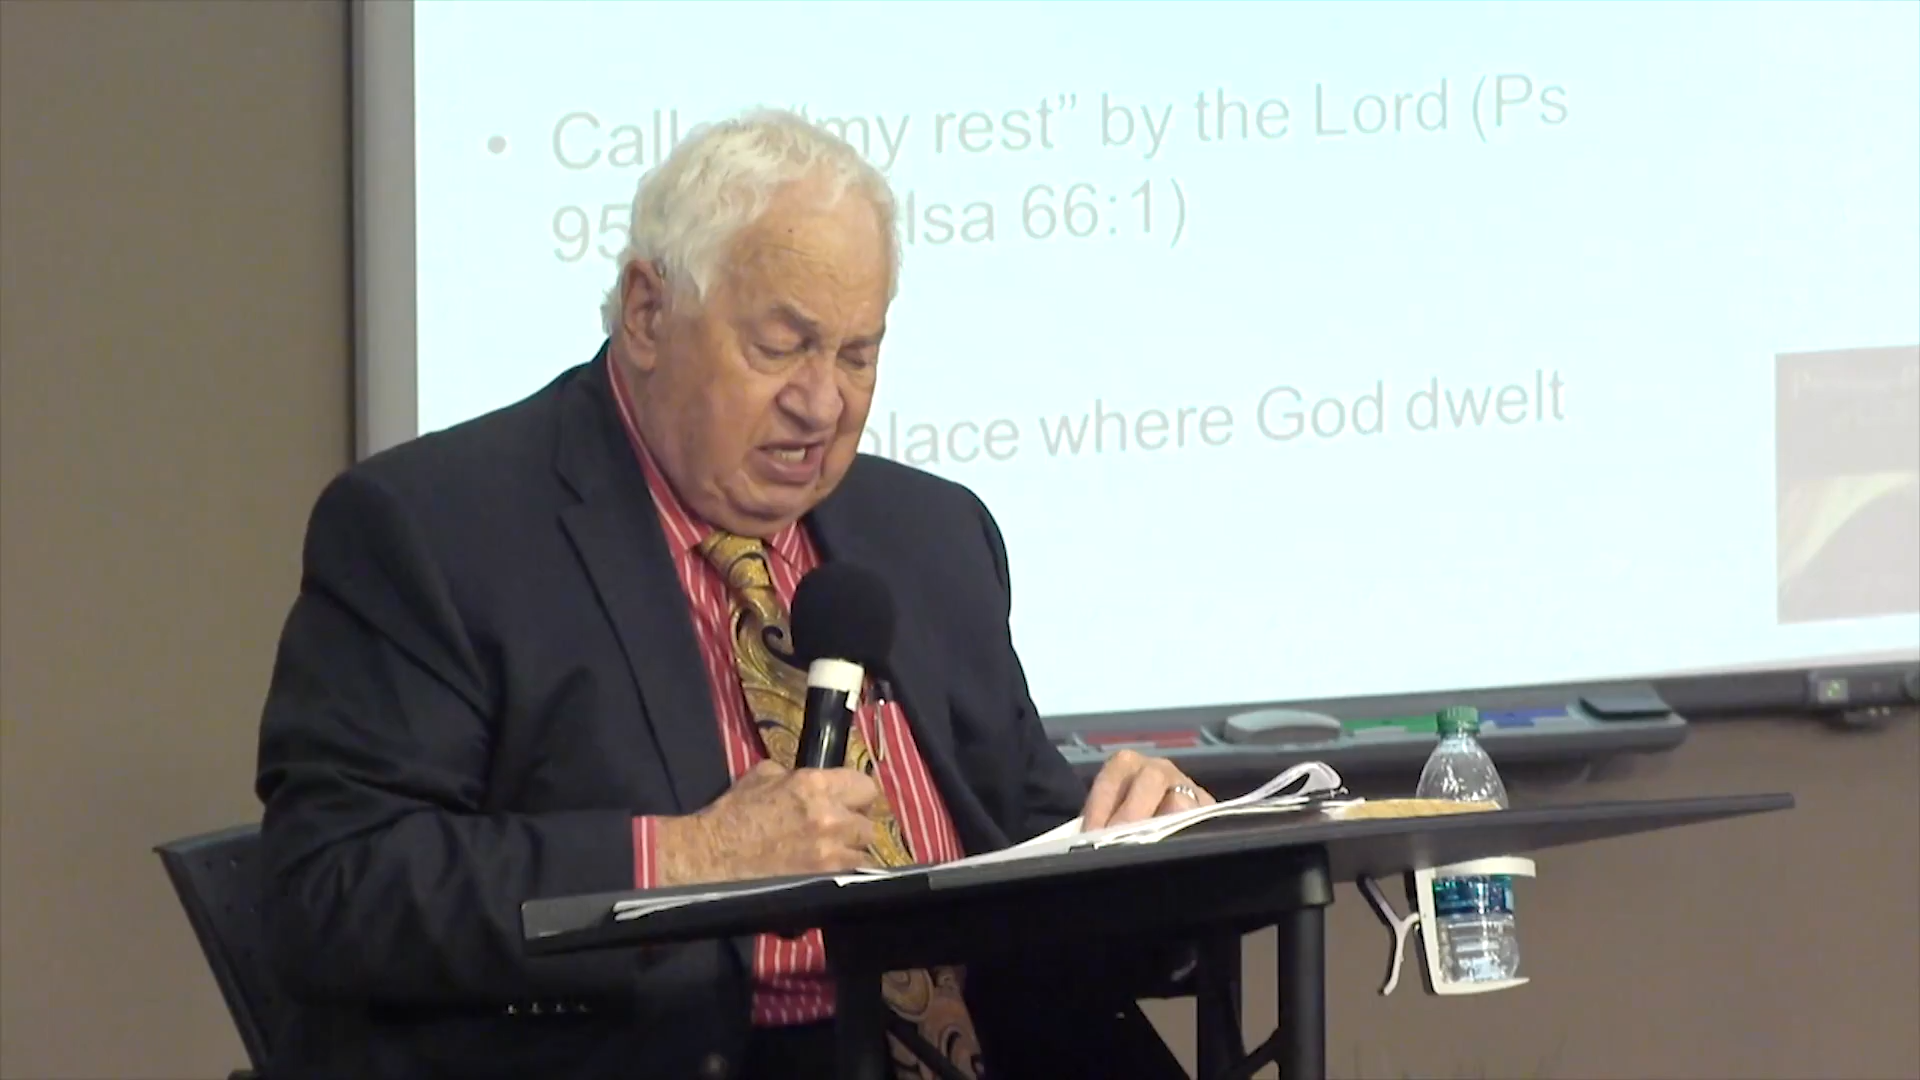 • Call "my rest" by the Lord (Ps
95 Isa 66:1)
place where God dwelt